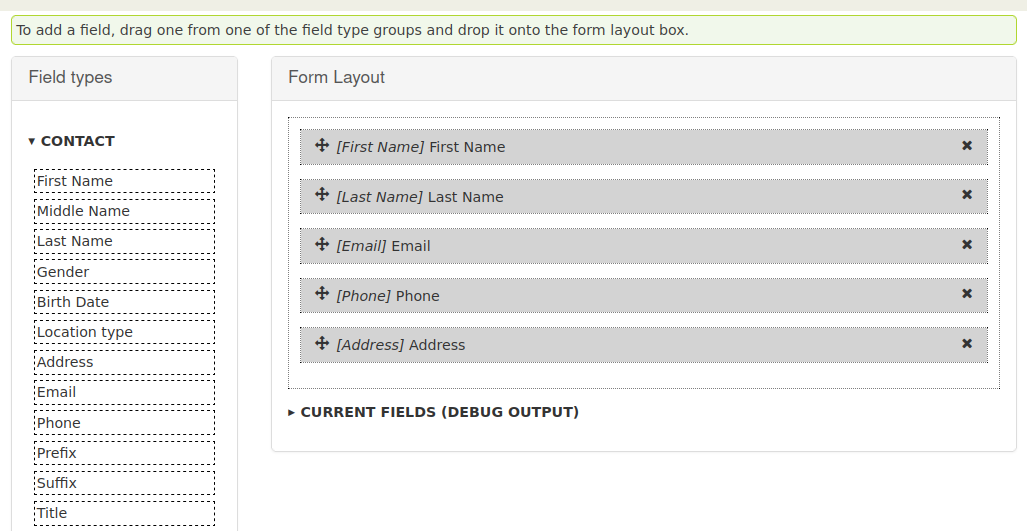 To add a field, drag one from one of the field type groups and drop it onto the form layout box.
Field types
▾ CONTACT
First Name
Middle Name
Last Name
Gender
Birth Date
Location type
Address
Email
Phone
Prefix
Suffix
Title
Form Layout
[First Name] First Name
[Last Name] Last Name
[Email] Email
[Phone] Phone
[Address] Address
▸ CURRENT FIELDS (DEBUG OUTPUT)